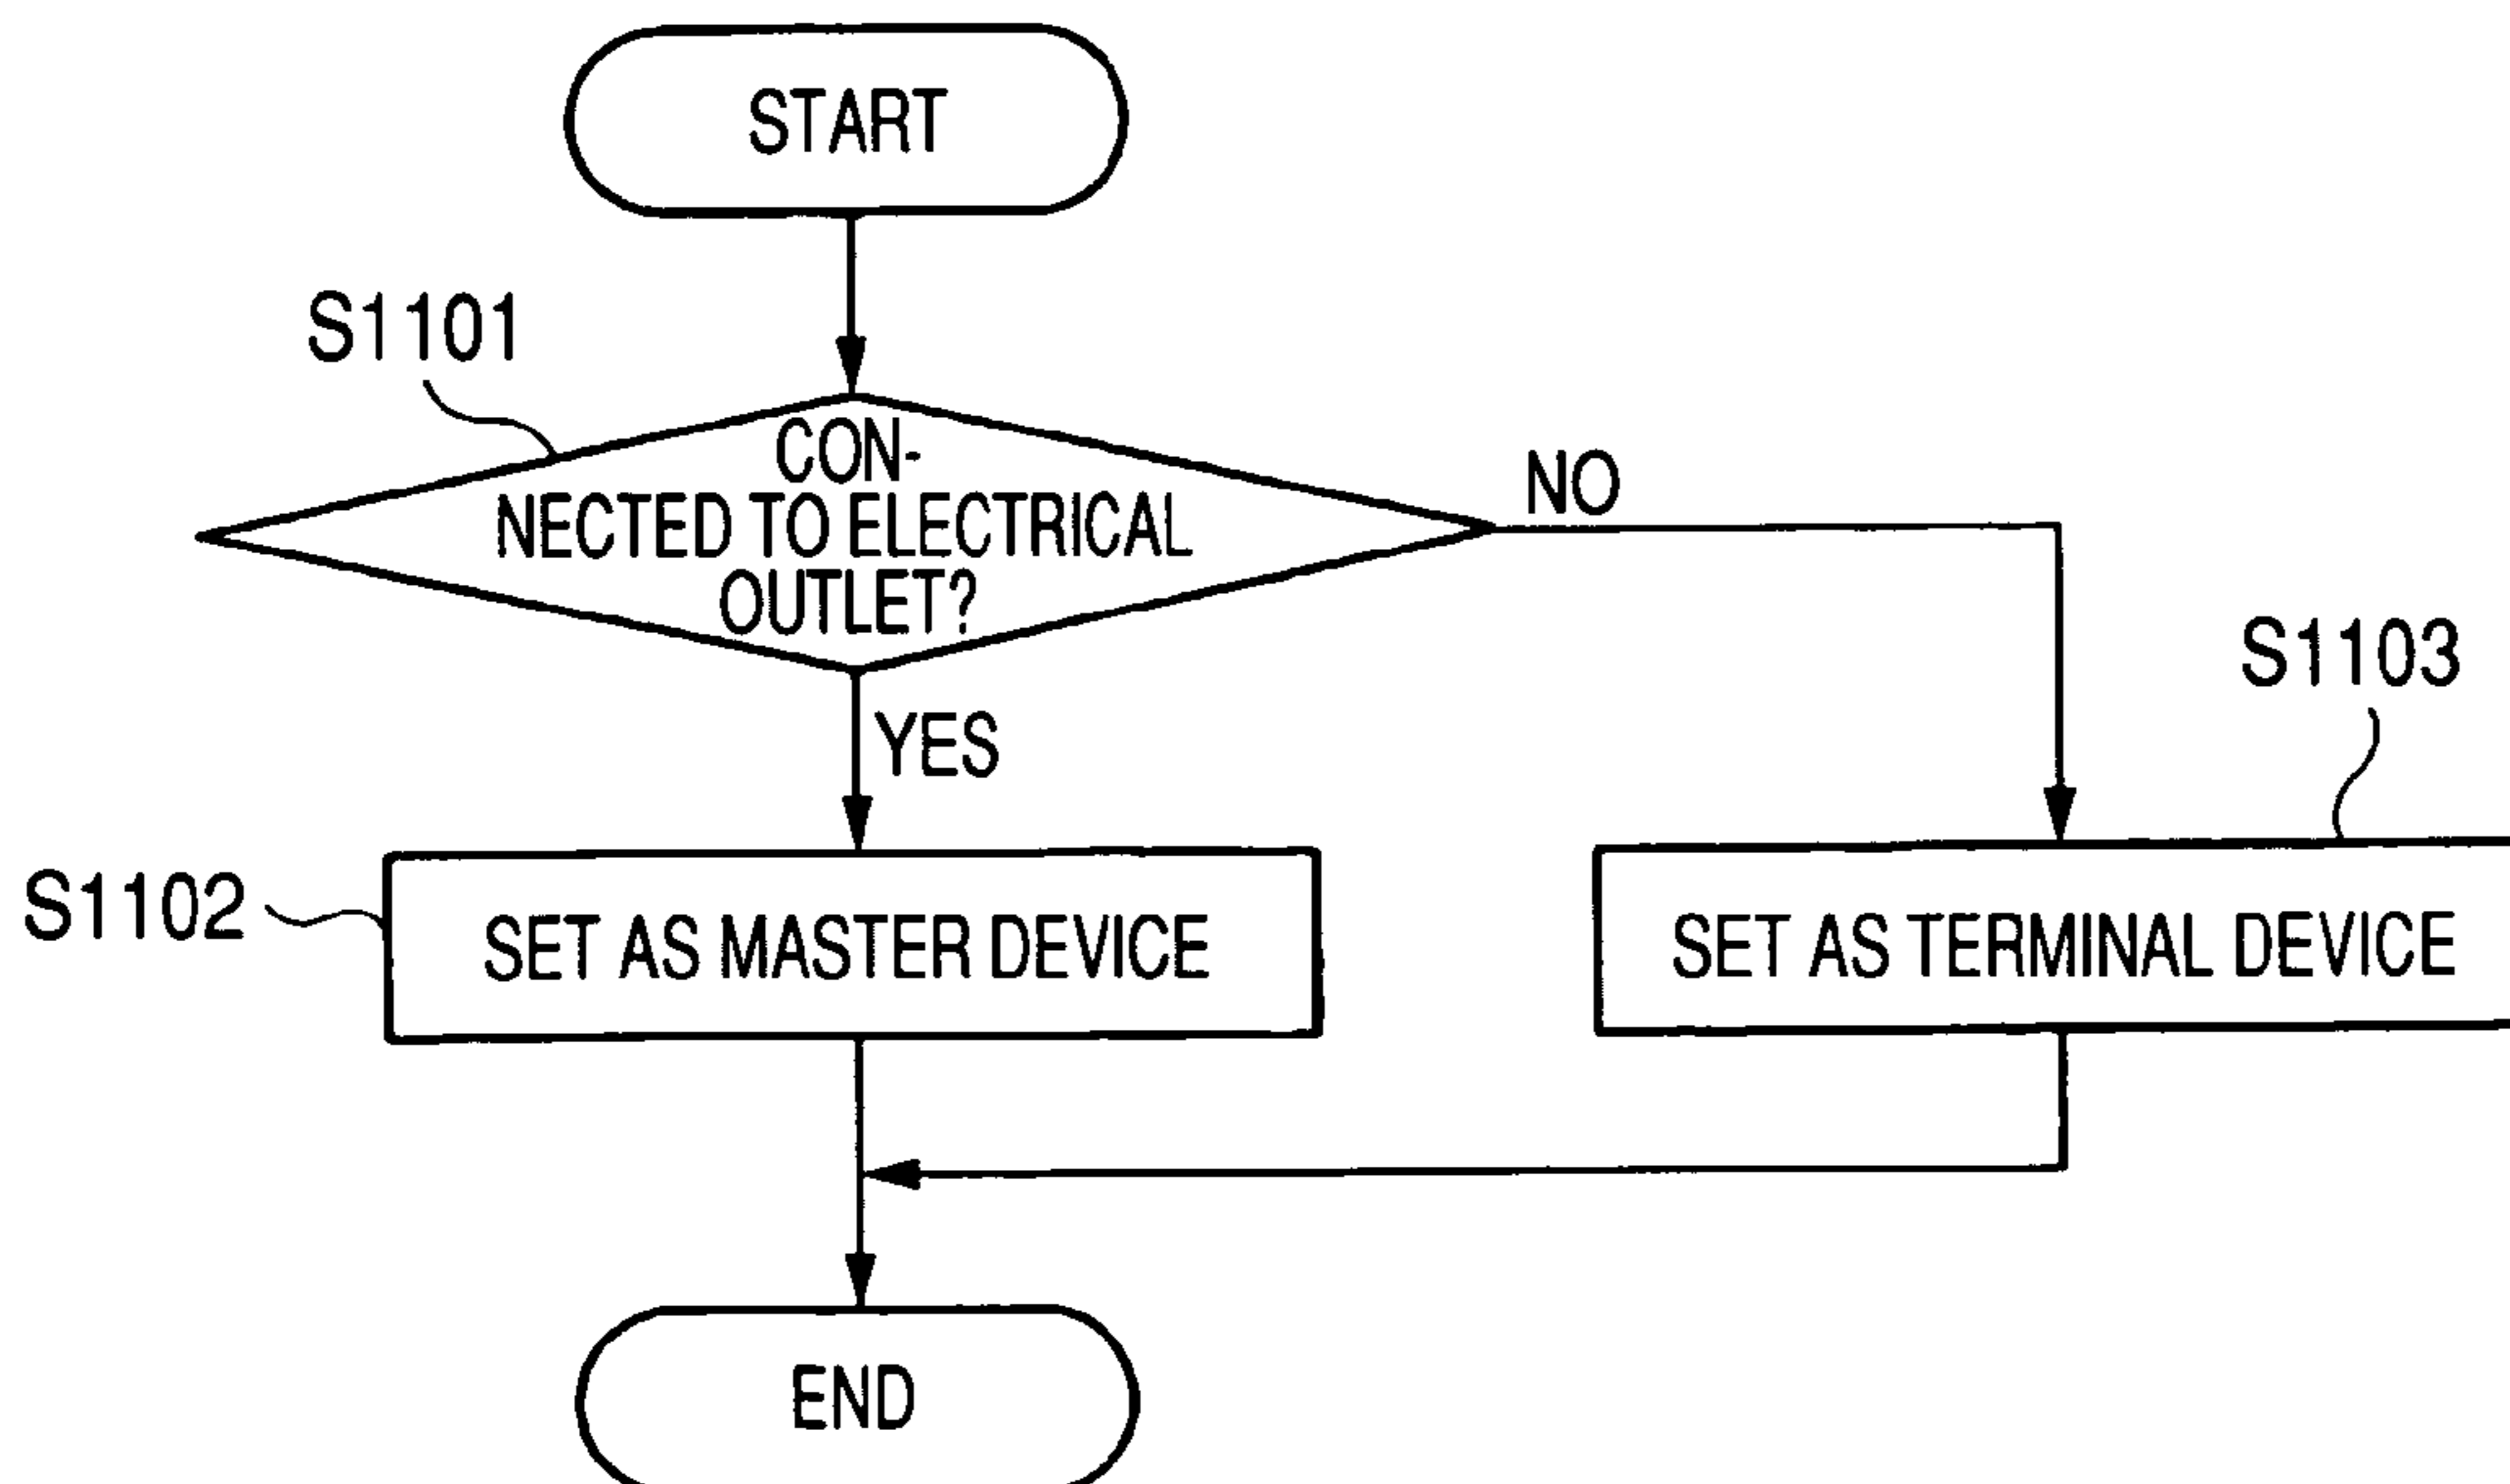 START
S1101
CON-
NECTED TO ELECTRICAL
OUTLET?
NO
YES
S1103
S1102
SET AS MASTER DEVICE
SET AS TERMINAL DEVICE
END